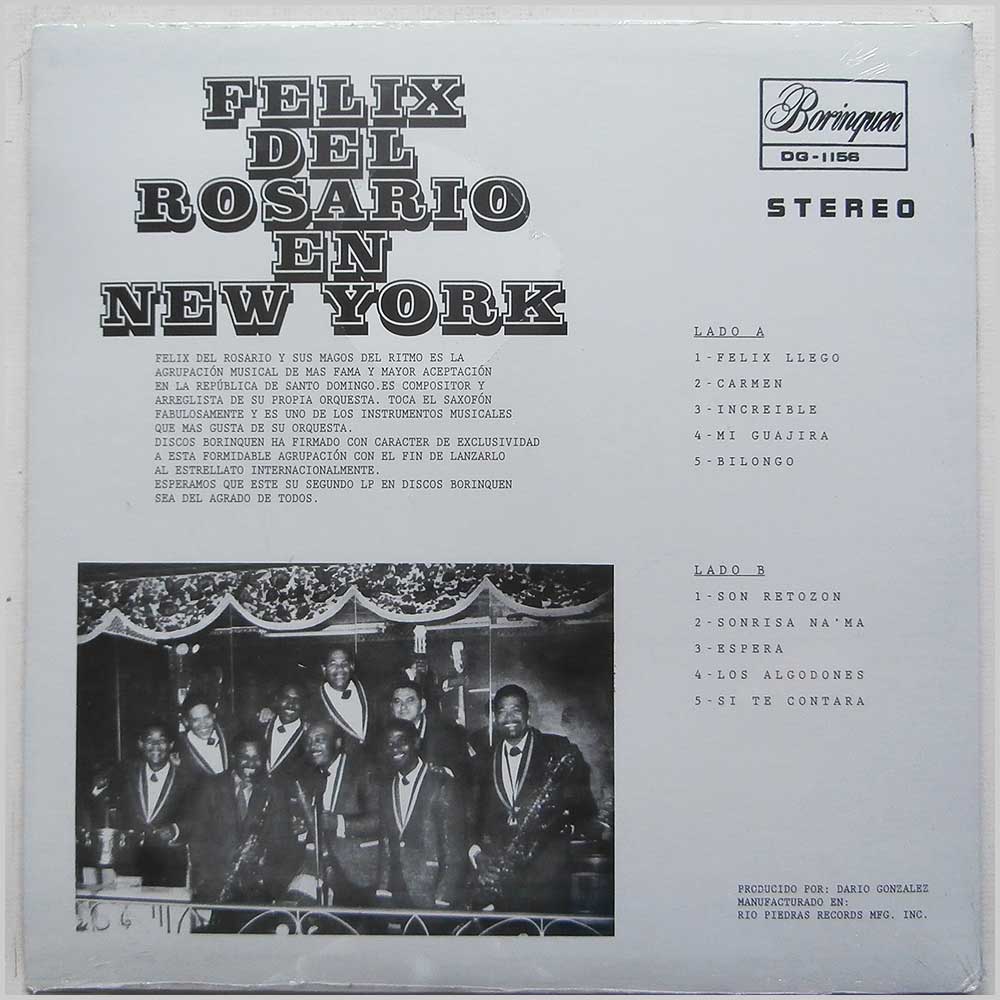 FELIX
DEL
ROSARIO
EN
NEW YORK
FELIX DEL ROSARIO Y SUS MAGOS DEL RITMO ES LA
AGRUPACIÓN MUSICAL DE MAS FAMA Y MAYOR ACEPTACIÓN
EN LA REPÚBLICA DE SANTO DOMINGO.ES COMPOSITOR Y
ARREGLISTA DE SU PROPIA ORQUESTA. TOCA EL SAXOFÓN
FABULOSAMENTE Y ES UNO DE LOS INSTRUMENTOS MUSICALES
QUE MAS GUSTA DE SU ORQUESTA.
DISCOS BORINQUEN HA FIRMADO CON CARACTER DE EXCLUSIVIDAD
A ESTA FORMIDABLE AGRUPACIÓN CON EL FIN DE LANZARLO
AL ESTRELLATO INTERNACIONALMENTE.
ESPERAMOS QUE ESTE SU SEGUNDO LP EN DISCOS BORINQUEN
SEA DEL AGRADO DE TODOS.
Borinquen
DG-1156
STEREO
LADO A
1-FELIX LLEGO
2-CARMEN
3-INCREIBLE
4-MI GUAJIRA
5-BILONGO
LADO B
1-SON RETOZON
2-SONRISA NA'MA
3-ESPERA
4-LOS ALGODONES
5-SI TE CONTARA
PRODUCIDO POR: DARIO GONZALEZ
MANUFACTURADO EN:
RIO PIEDRAS RECORDS MFG. INC.